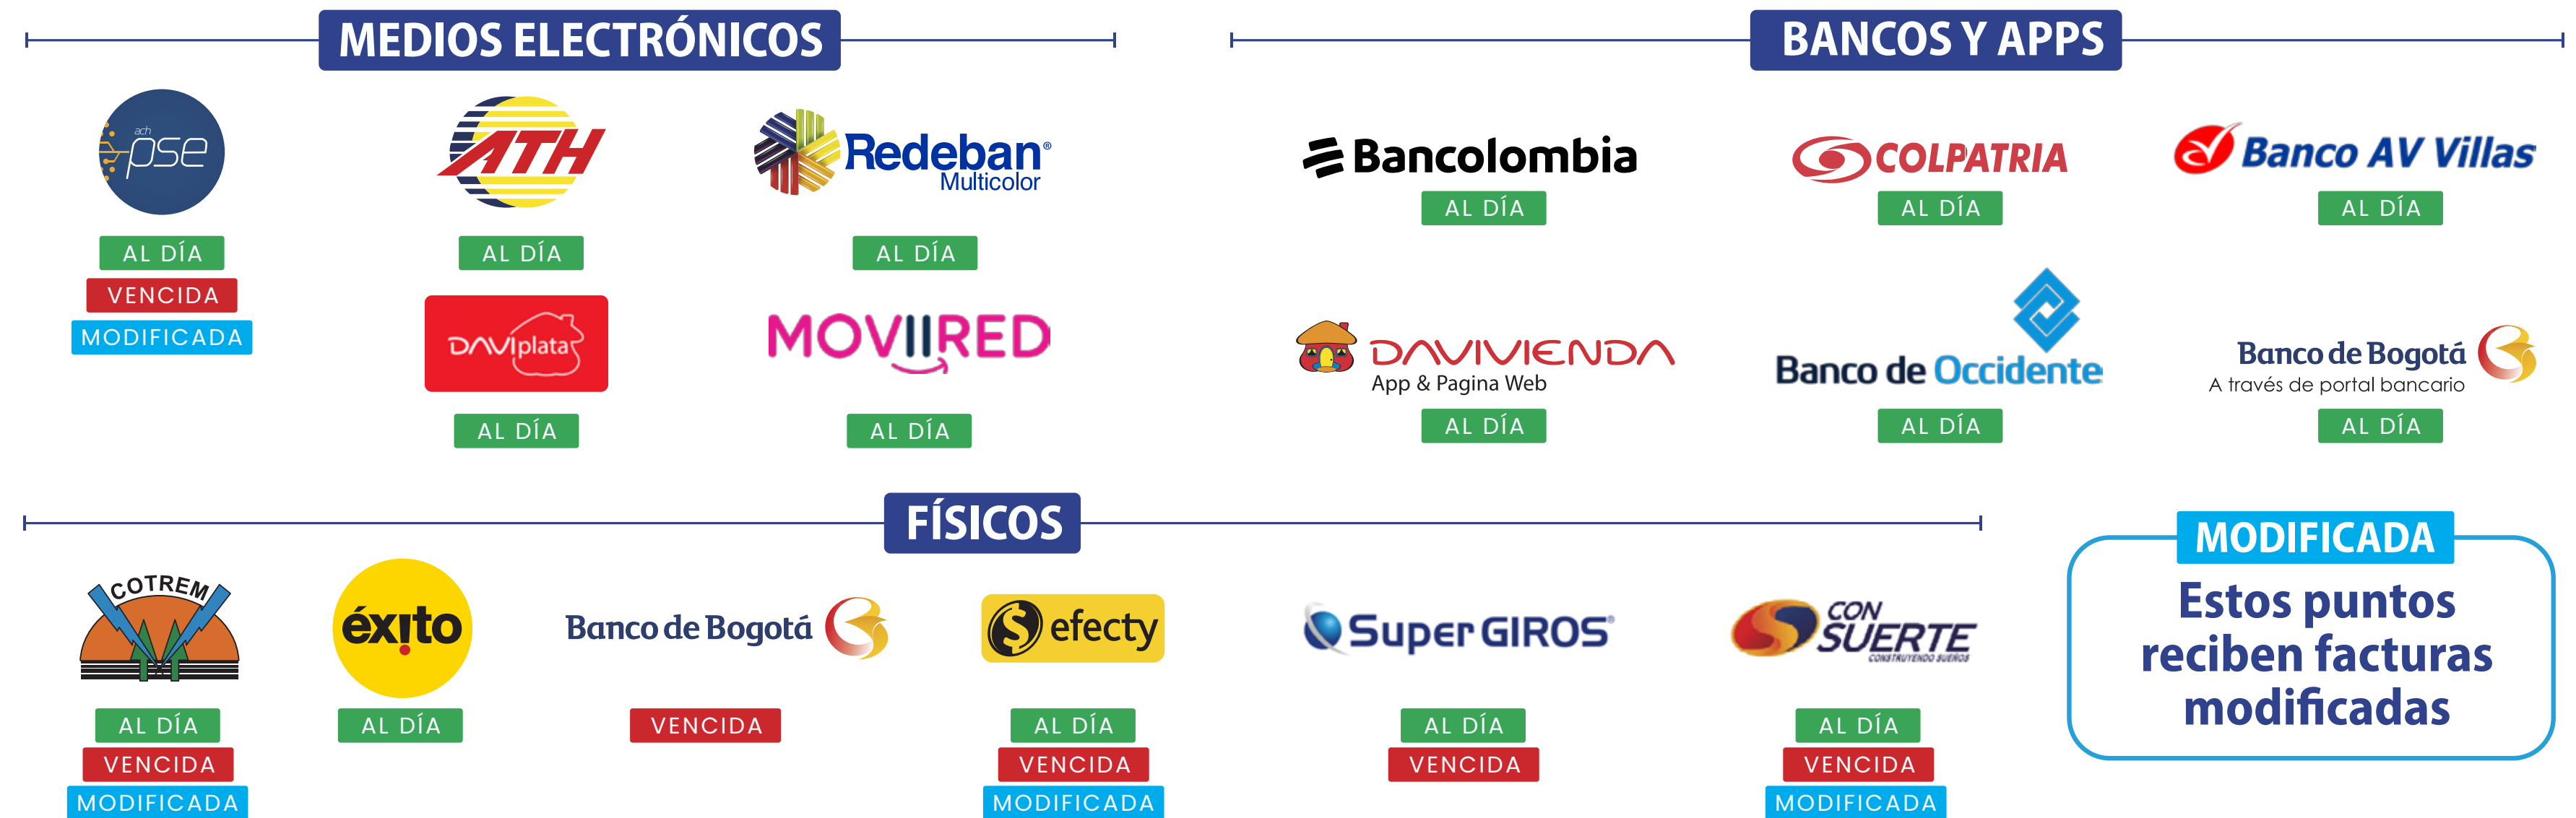 MEDIOS ELECTRÓNICOS
ach
pse
AL DÍA
VENCIDA
MODIFICADA
ATH
AL DÍA
Redeban®
Multicolor
AL DÍA
DAVIplata
AL DÍA
MOVIIRED
AL DÍA
BANCOS Y APPS
Bancolombia
AL DÍA
COLPATRIA
AL DÍA
Banco AV Villas
AL DÍA
DAVIVIENDA
App & Pagina Web
AL DÍA
Banco de Occidente
AL DÍA
Banco de Bogotá
A través de portal bancario
AL DÍA
FÍSICOS
COTREM
AL DÍA
VENCIDA
MODIFICADA
éxito
AL DÍA
Banco de Bogotá
VENCIDA
$ efecty
AL DÍA
VENCIDA
MODIFICADA
Super GIROS®
AL DÍA
VENCIDA
CON
SUERTE
CONSTRUYENDO SUEÑOS
AL DÍA
VENCIDA
MODIFICADA
MODIFICADA
Estos puntos
reciben facturas
modificadas